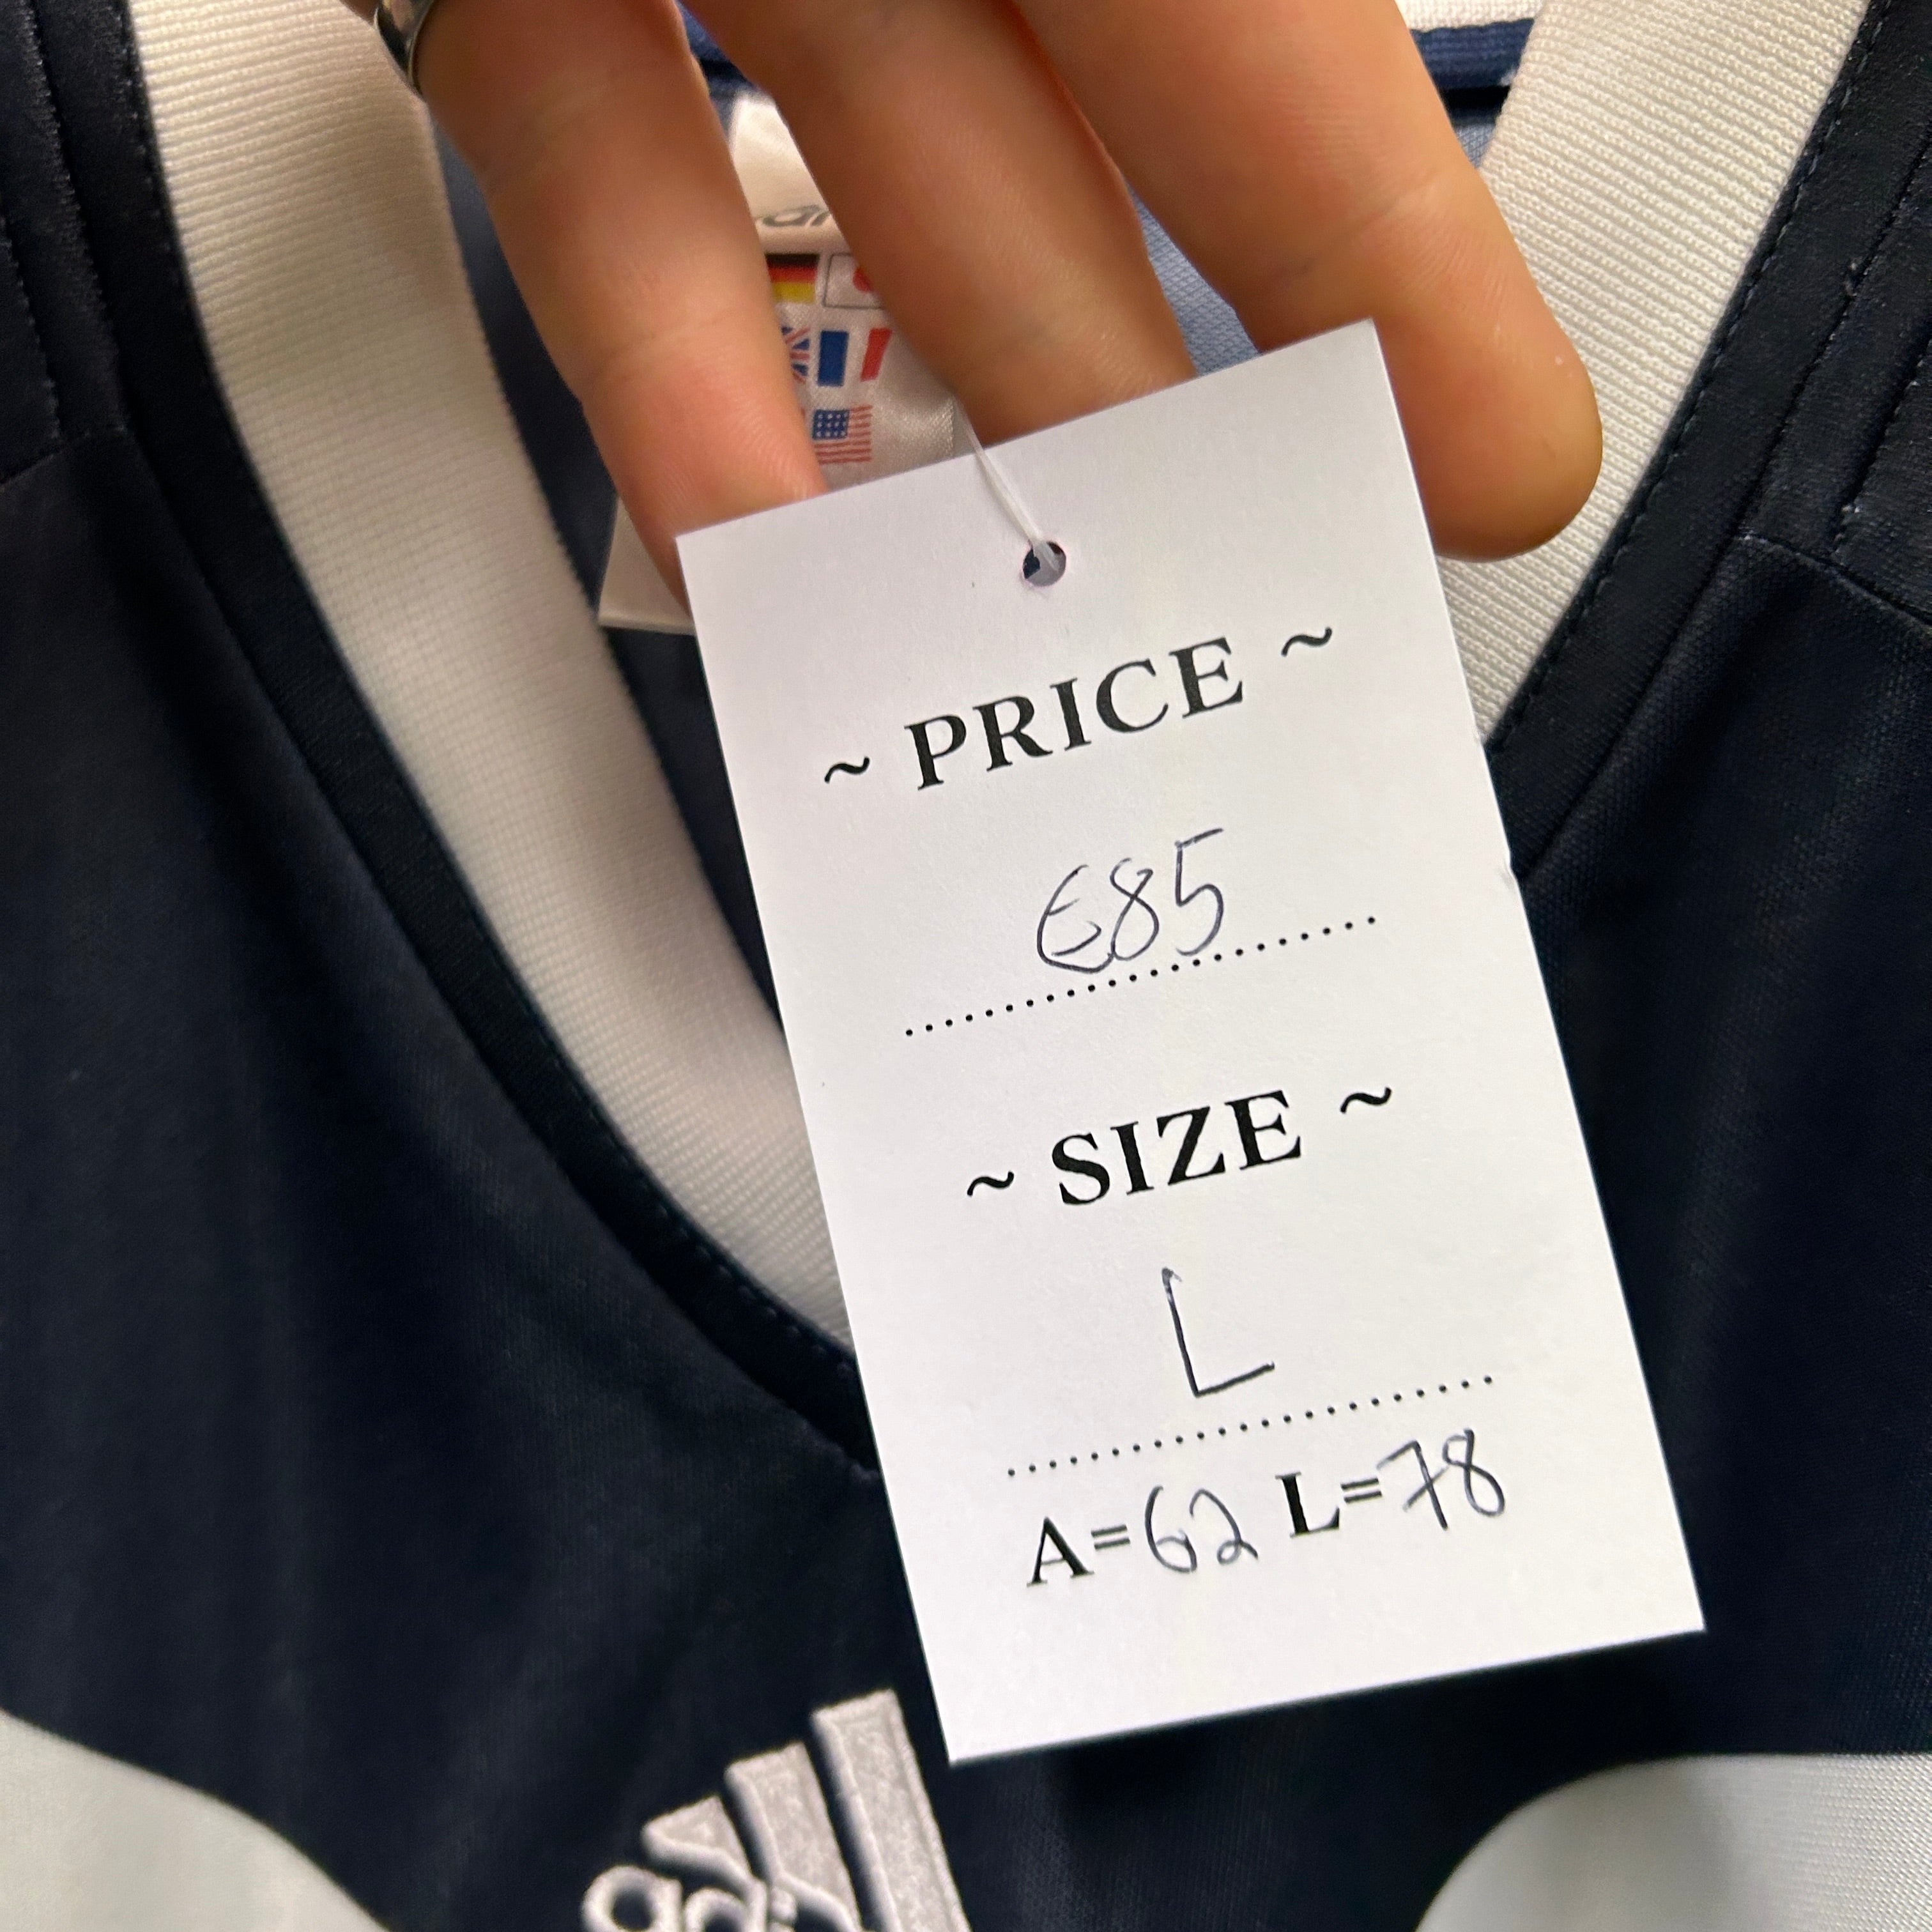 ~ PRICE ~
€85
~ SIZE ~
L
A=62 L=78